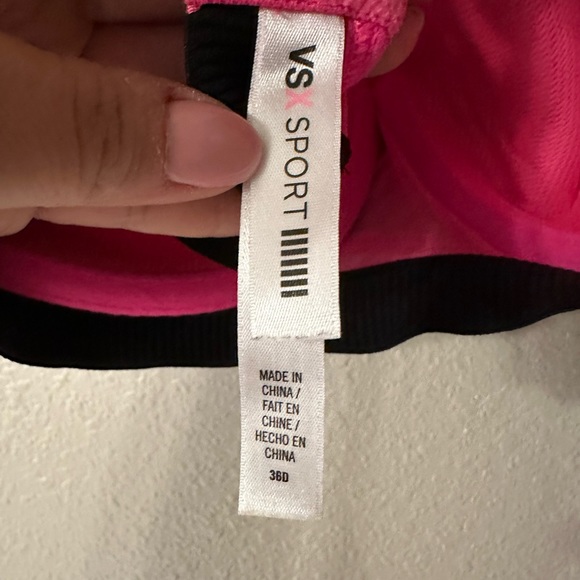 VSX SPORT
MADE IN
CHINA /
FAIT EN
CHINE /
HECHO EN
CHINA
36D